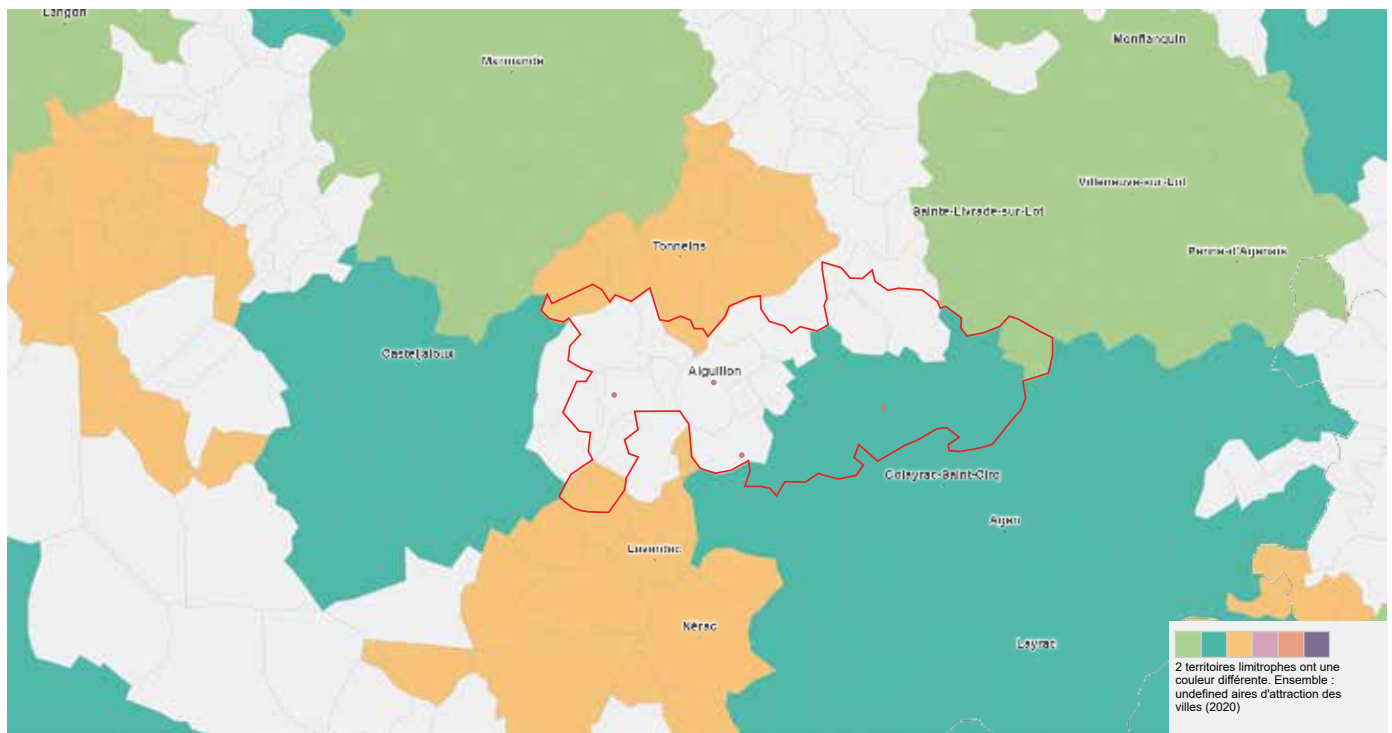 Langon
Monflanquin
Marmande
Villeneuve-sur-Lot
Sainte-Livrade-sur-Lot
Tonneins
Penne-d'Agenais
Casteljaloux
Aiguillon
Colayrac-Saint-Cirq
Agen
Lavardac
Nérac
Layrac
2 territoires limitrophes ont une
couleur différente. Ensemble :
undefined aires d'attraction des
villes (2020)